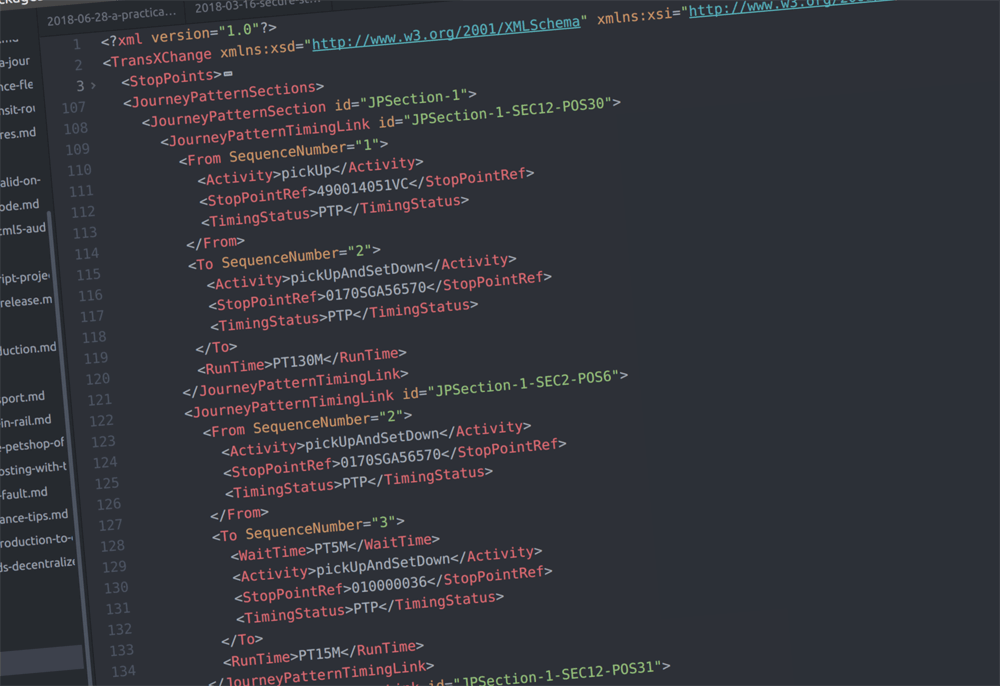 2018-06-28-a-practica...
2018-03-16-secure-
a-jour
nce-fle
nsit-rou
res.md
alid-on-
ode.md
tml5-aud
ript-proje
release.m
duction.md
sport.md
-in-rail.md
e-petshop-of
osting-with-t
-fault.md
ance-tips.md
roduction-to-
ds-decentralize
1 <?xml version="1.0"?>
2 <TransXChange xmlns:xsd="http://www.w3.org/2001/XMLSchema" xmlns:xsi="http://www.w3.org/
3 <StopPoints>
107 <JourneyPatternSections>
108 <JourneyPatternSection id="JPSection-1">
109 <JourneyPatternTimingLink id="JPSection-1-SEC12-POS30">
110 <From SequenceNumber="1">
111 <Activity>pickUp</Activity>
112 <StopPointRef>490014051VC</StopPointRef>
113 <TimingStatus>PTP</TimingStatus>
114 </From>
115 <To SequenceNumber="2">
116 <Activity>pickUpAndSetDown</Activity>
117 <StopPointRef>0170SGA56570</StopPointRef>
118 <TimingStatus>PTP</TimingStatus>
119 </To>
120 <RunTime>PT130M</RunTime>
121 </JourneyPatternTimingLink>
122 <JourneyPatternTimingLink id="JPSection-1-SEC2-POS6">
123 <From SequenceNumber="2">
124 <Activity>pickUpAndSetDown</Activity>
125 <StopPointRef>0170SGA56570</StopPointRef>
126 <TimingStatus>PTP</TimingStatus>
127 </From>
128 <To SequenceNumber="3">
129 <WaitTime>PT5M</WaitTime>
130 <Activity>pickUpAndSetDown</Activity>
131 <StopPointRef>010000036</StopPointRef>
132 <TimingStatus>PTP</TimingStatus>
133 </To>
134 <RunTime>PT15M</RunTime>
</JourneyPatternTimingLink>
id="JPSection-1-SEC12-POS31">